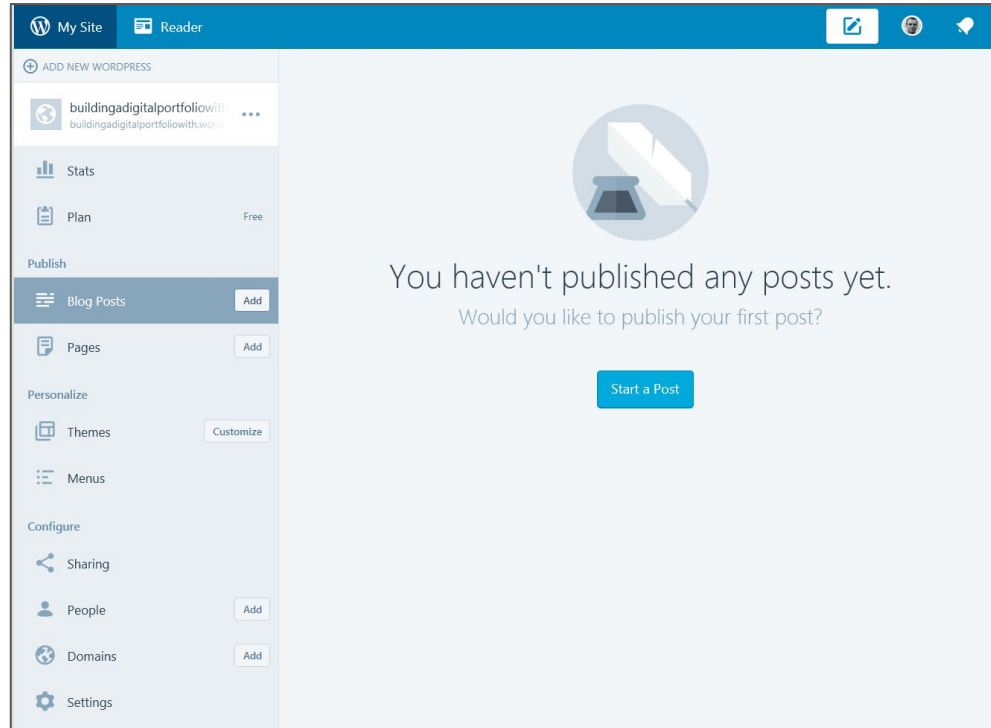 My Site
Reader
ADD NEW WORDPRESS
buildingadigitalportfoliowith
buildingadigitalportfoliowith.word
Stats
Plan
Free
Publish
Blog Posts
Add
Pages
Add
Personalize
Themes
Customize
Menus
Configure
Sharing
People
Add
Domains
Add
Settings
You haven't published any posts yet.
Would you like to publish your first post?
Start a Post